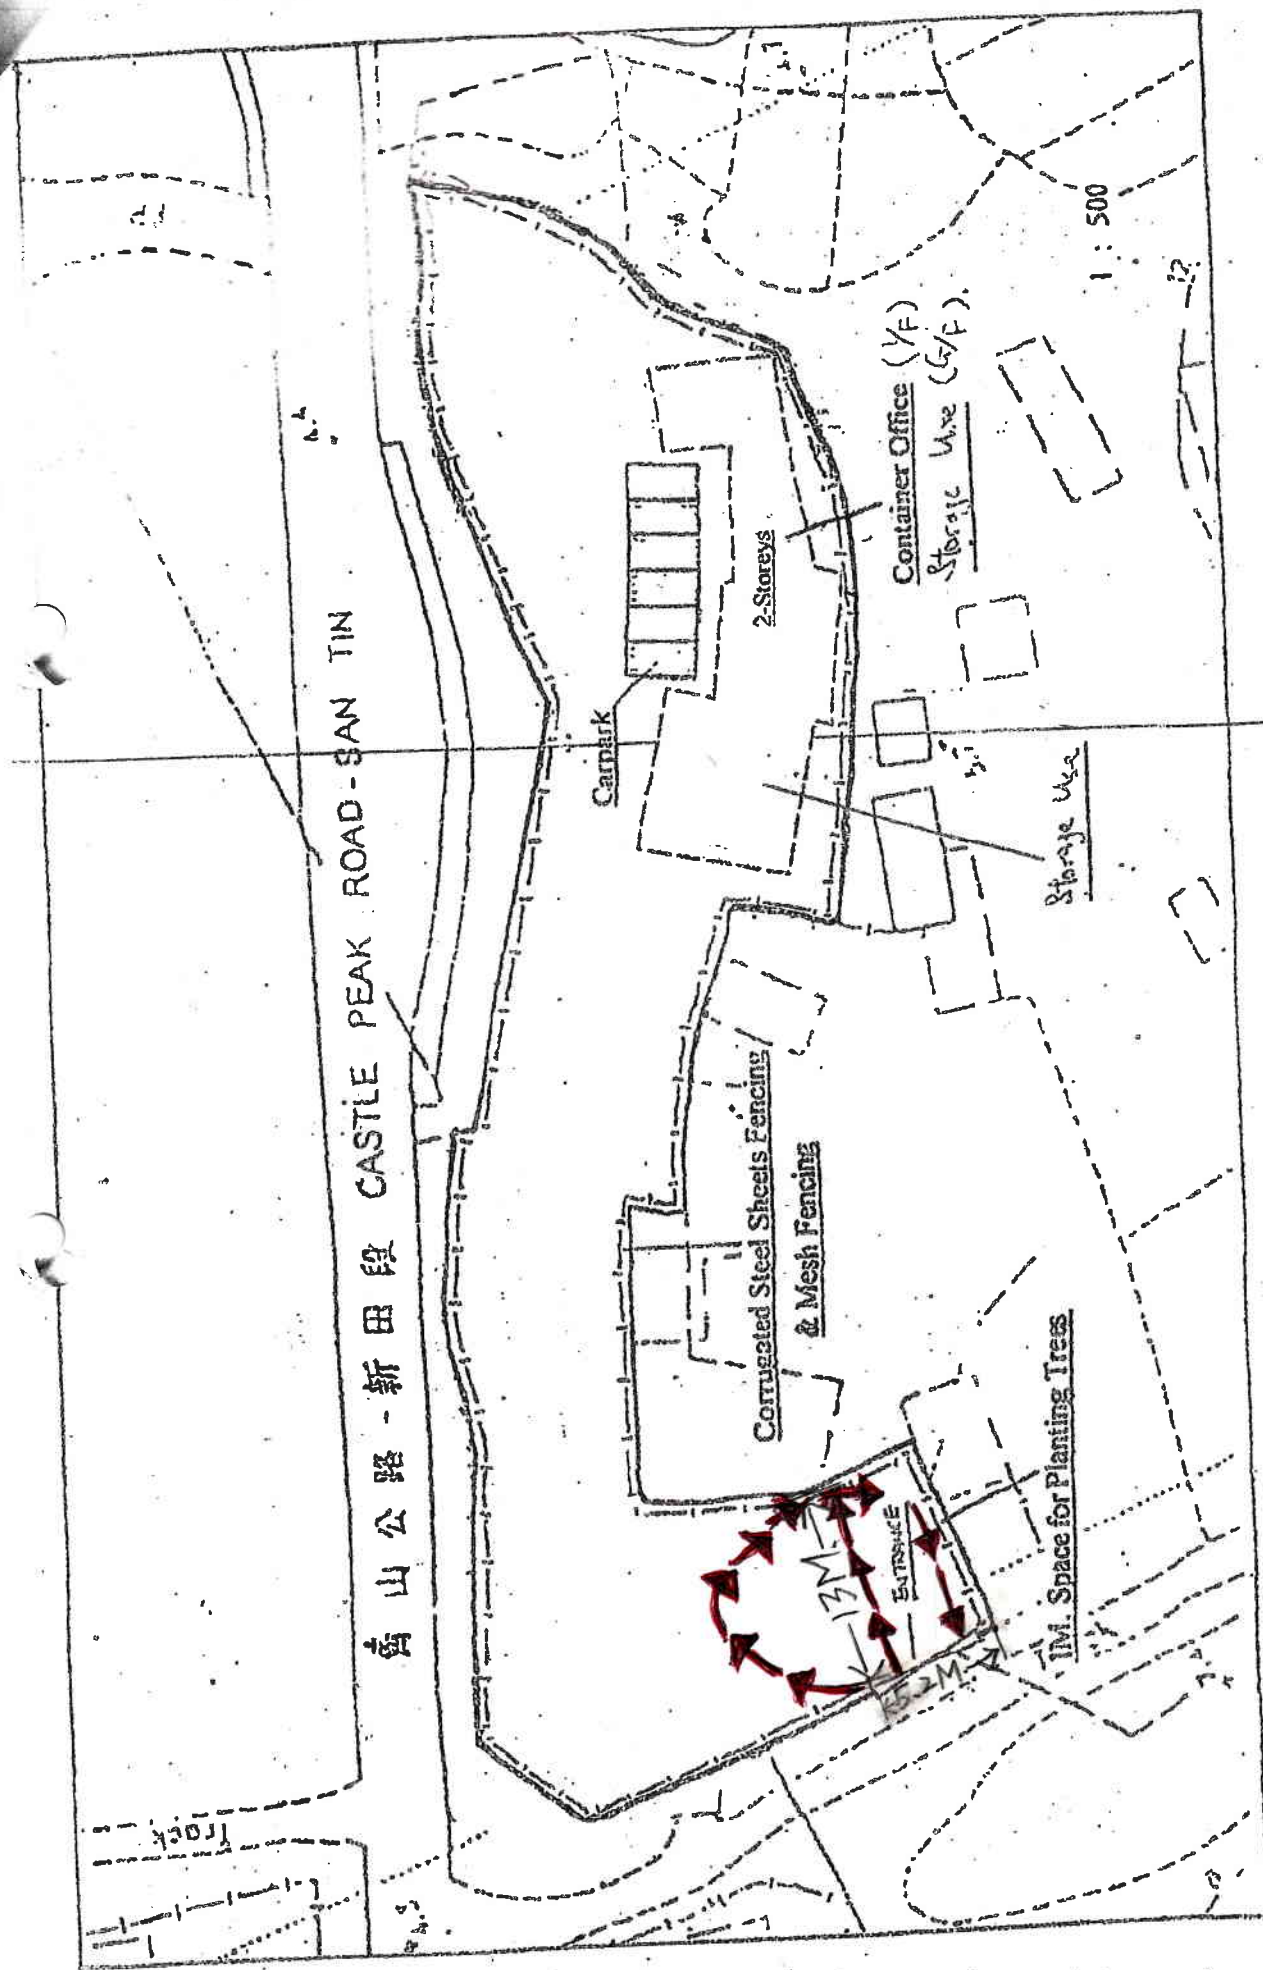 Track
青山公路-新田段 CASTLE PEAK ROAD-SAN TIN
Carpark
2-Storeys
Container Office (1/F)
Storage Use (G/F).
1:500
Storage Use
Corrugated Steel Sheets Fencing
& Mesh Fencing
13M
ENTRANCE
5.2M
1M. Space for Planting Trees